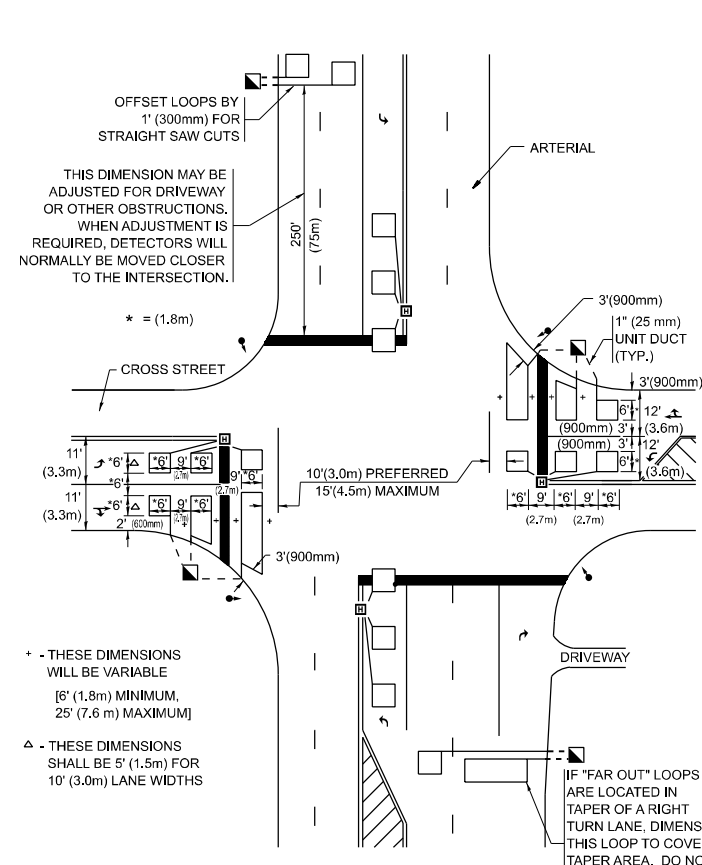 OFFSET LOOPS BY
1' (300mm) FOR
STRAIGHT SAW CUTS
ARTERIAL
THIS DIMENSION MAY BE
ADJUSTED FOR DRIVEWAY
OR OTHER OBSTRUCTIONS.
WHEN ADJUSTMENT IS
REQUIRED, DETECTORS WILL
NORMALLY BE MOVED CLOSER
TO THE INTERSECTION.
250'
(75m)
* = (1.8m)
H
3'(900mm)
1" (25 mm)
UNIT DUCT
(TYP.)
CROSS STREET
3'(900mm)
+ + + +
6'* 12'
(3.6m)
(900mm) 3'
(900mm) 3' 12'
6'* (3.6m)
H
*6' 9' *6' 9' *6'
(2.7m) (2.7m)
H
11'
(3.3m)
*6' △ *6' 9' *6' 9' *6'
(2.7m) (2.7m)
*6'
11'
(3.3m)
*6' △ *6' 9' *6'
(2.7m)
2' (600mm)
+ + + +
10'(3.0m) PREFERRED
15'(4.5m) MAXIMUM
3'(900mm)
H
+ - THESE DIMENSIONS
WILL BE VARIABLE
[6' (1.8m) MINIMUM,
25' (7.6 m) MAXIMUM]
DRIVEWAY
△ - THESE DIMENSIONS
SHALL BE 5' (1.5m) FOR
10' (3.0m) LANE WIDTHS
IF "FAR OUT" LOOPS
ARE LOCATED IN
TAPER OF A RIGHT
TURN LANE, DIMENS
THIS LOOP TO COVE
TAPER AREA. DO NO